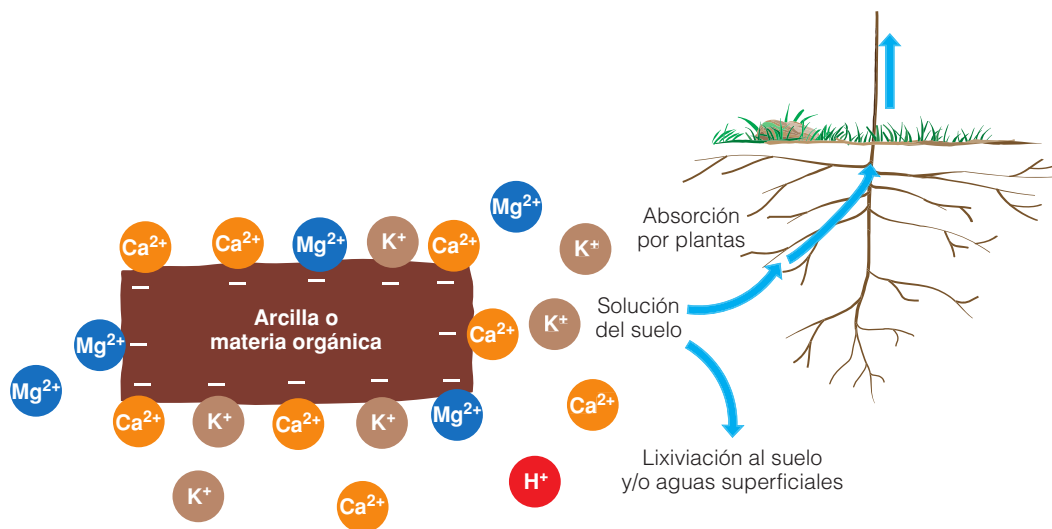 Mg²⁺
Ca²⁺
Ca²⁺
Mg²⁺
K⁺
Ca²⁺
K⁺
Absorción
por plantas
– – – – –
Arcilla o
materia orgánica
–
–
Mg²⁺
Ca²⁺
K⁺
Solución
del suelo
Mg²⁺
– – – – –
Ca²⁺
K⁺
Ca²⁺
K⁺
Mg²⁺
Ca²⁺
Lixiviación al suelo
y/o aguas superficiales
K⁺
Ca²⁺
H⁺